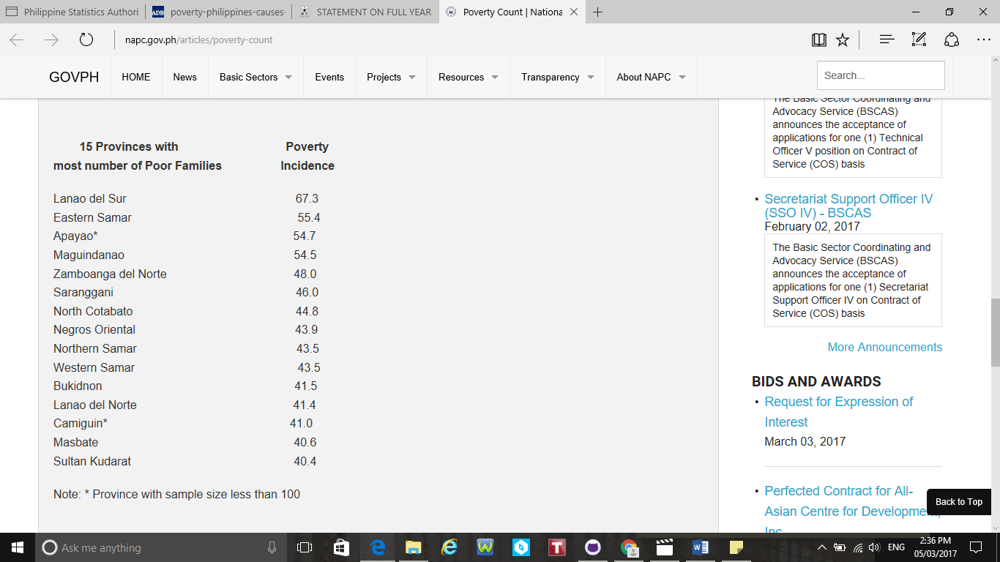 Philippine Statistics Authori
ADB poverty-philippines-causes-
STATEMENT ON FULL YEAR
Poverty Count | Nationa
napc.gov.ph/articles/poverty-count
GOVPH HOME News Basic Sectors Events Projects Resources Transparency About NAPC Search...
15 Provinces with Poverty
most number of Poor Families Incidence
Lanao del Sur 67.3
Eastern Samar 55.4
Apayao* 54.7
Maguindanao 54.5
Zamboanga del Norte 48.0
Saranggani 46.0
North Cotabato 44.8
Negros Oriental 43.9
Northern Samar 43.5
Western Samar 43.5
Bukidnon 41.5
Lanao del Norte 41.4
Camiguin* 41.0
Masbate 40.6
Sultan Kudarat 40.4
Note: * Province with sample size less than 100
The Basic Sector Coordinating and
Advocacy Service (BSCAS)
announces the acceptance of
applications for one (1) Technical
Officer V position on Contract of
Service (COS) basis
• Secretariat Support Officer IV
(SSO IV) - BSCAS
February 02, 2017
The Basic Sector Coordinating and
Advocacy Service (BSCAS)
announces the acceptance of
applications for one (1) Secretariat
Support Officer IV on Contract of
Service (COS) basis
More Announcements
BIDS AND AWARDS
• Request for Expression of
Interest
March 03, 2017
• Perfected Contract for All-
Asian Centre for Development,
Inc
Back to Top
Ask me anything
ENG
2:36 PM
05/03/2017